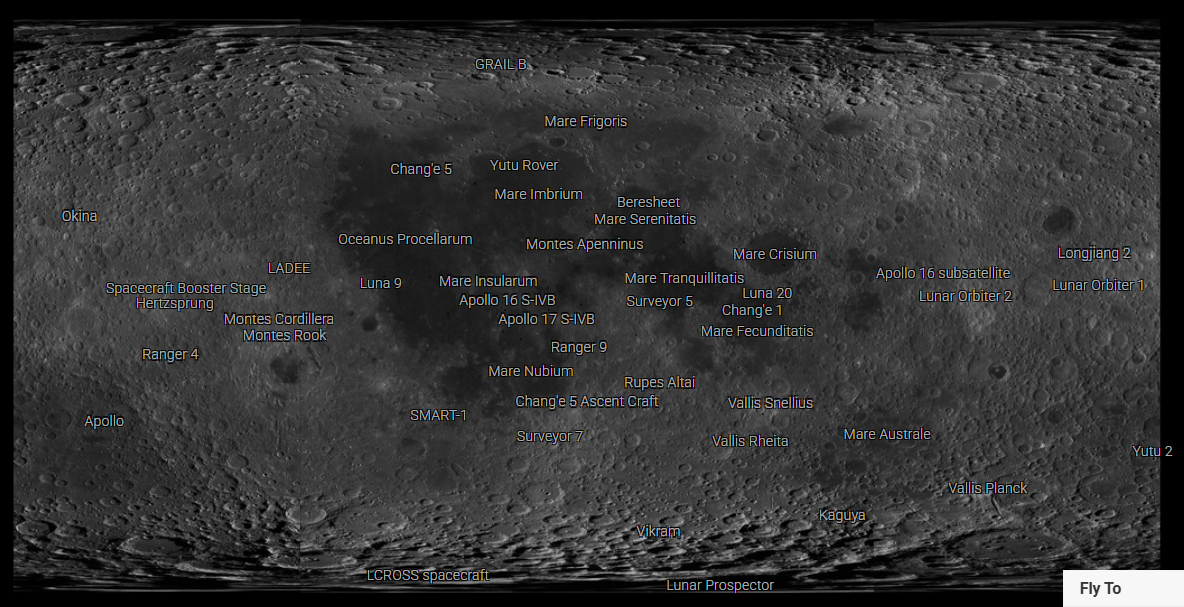 GRAIL B
Mare Frigoris
Chang'e 5
Yutu Rover
Mare Imbrium
Beresheet
Okina
Mare Serenitatis
Oceanus Procellarum
Montes Apenninus
Mare Crisium
Longjiang 2
LADEE
Apollo 16 subsatellite
Luna 9
Mare Insularum
Mare Tranquillitatis
Lunar Orbiter 1
Spacecraft Booster Stage
Luna 20
Lunar Orbiter 2
Hertzsprung
Apollo 16 S-IVB
Surveyor 5
Chang'e 1
Montes Cordillera
Apollo 17 S-IVB
Montes Rook
Mare Fecunditatis
Ranger 4
Ranger 9
Mare Nubium
Rupes Altai
Chang'e 5 Ascent Craft
Vallis Snellius
Apollo
SMART-1
Surveyor 7
Vallis Rheita
Mare Australe
Yutu 2
Vallis Planck
Kaguya
Vikram
LCROSS spacecraft
Lunar Prospector
Fly To